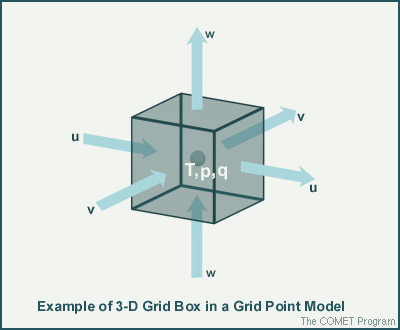 w
v
u
T,p,q
u
v
w
Example of 3-D Grid Box in a Grid Point Model
The COMET Program